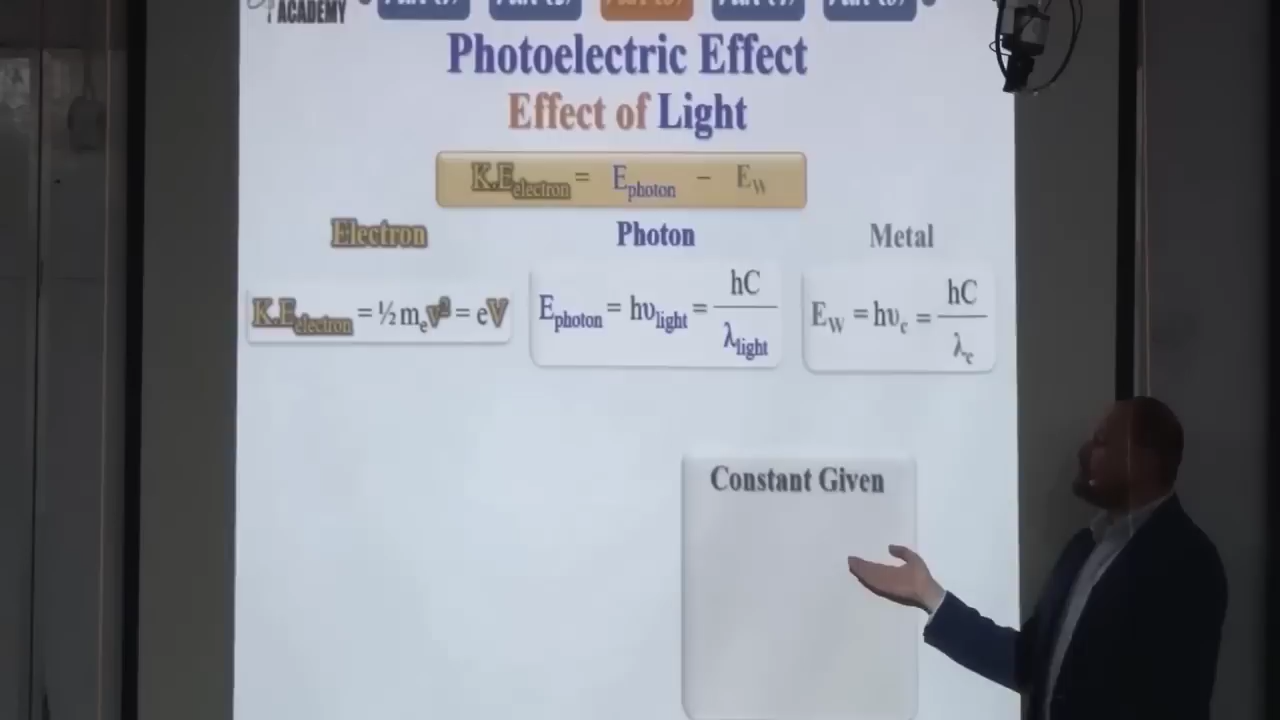 ACADEMY
Photoelectric Effect
Effect of Light
K.E electron = E photon − E W
Electron
Photon
Metal
K.E electron = ½ mₑv² = eV
E photon = hυ light = hC / λ light
E W = hυ c = hC / λ c
Constant Given